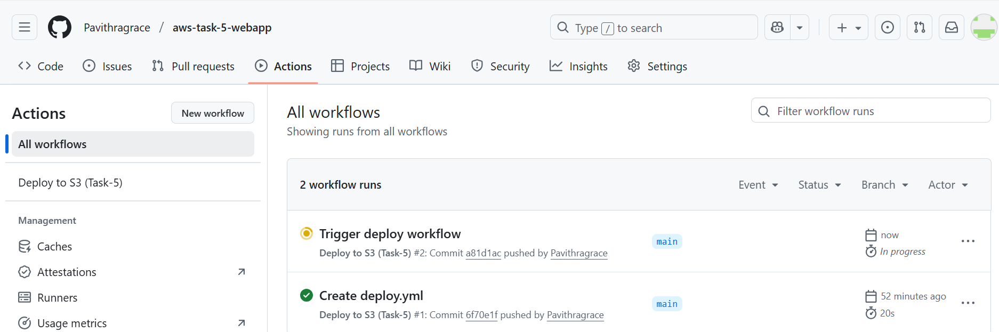 Pavithragrace / aws-task-5-webapp
Type / to search
Code Issues Pull requests Actions Projects Wiki Security Insights Settings
Actions
New workflow
All workflows
Deploy to S3 (Task-5)
Management
Caches
Attestations
Runners
Usage metrics
All workflows
Showing runs from all workflows
Filter workflow runs
2 workflow runs
Event Status Branch Actor
Trigger deploy workflow
Deploy to S3 (Task-5) #2: Commit a81d1ac pushed by Pavithragrace
main
now
In progress
Create deploy.yml
Deploy to S3 (Task-5) #1: Commit 6f70e1f pushed by Pavithragrace
main
52 minutes ago
20s